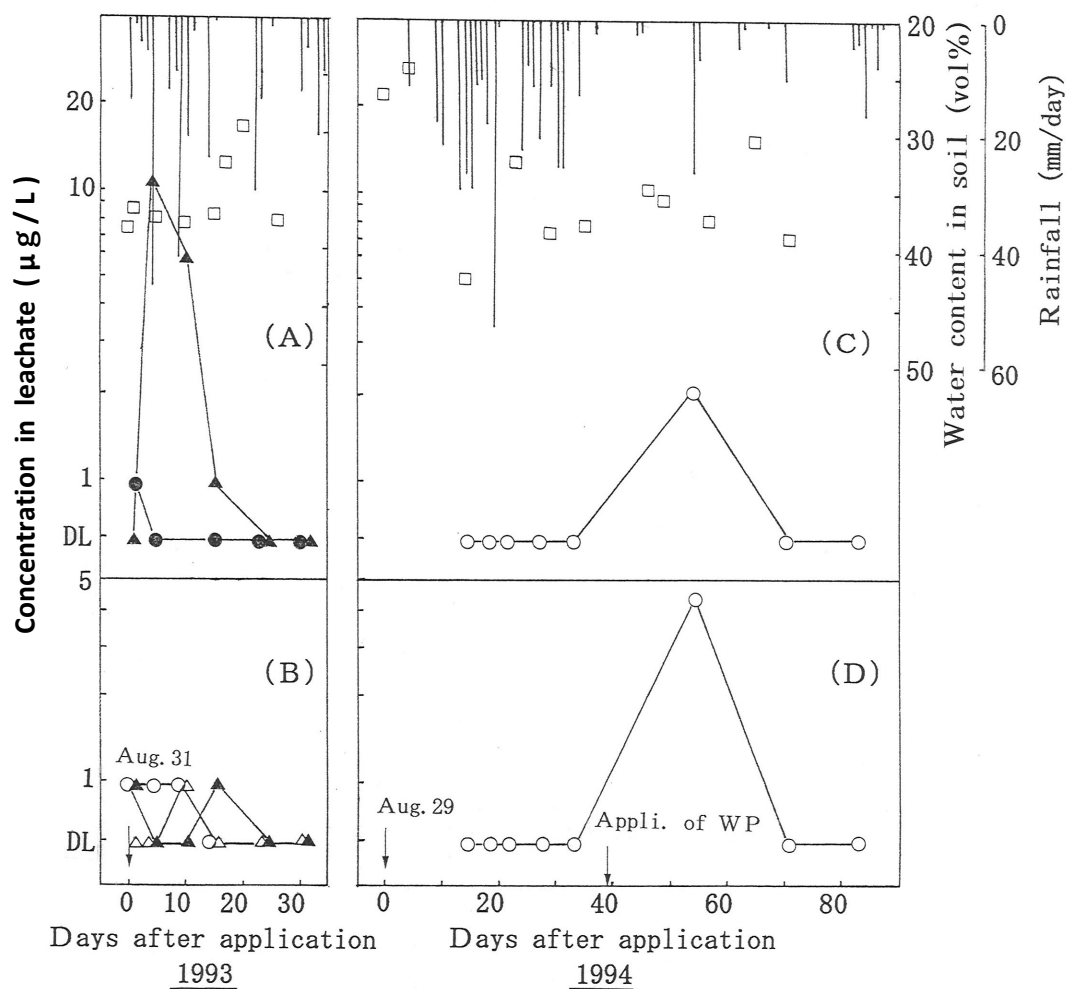 Concentration in leachate (μg/L)
20
10
1
DL
5
1
DL
(A)
(B)
Aug. 31
0 10 20 30
Days after application
1993
(C)
(D)
Aug. 29
Appli. of WP
20 40 60 80
Days after application
1994
20
30
40
50
Water content in soil (vol%)
0
20
40
60
Rainfall (mm/day)